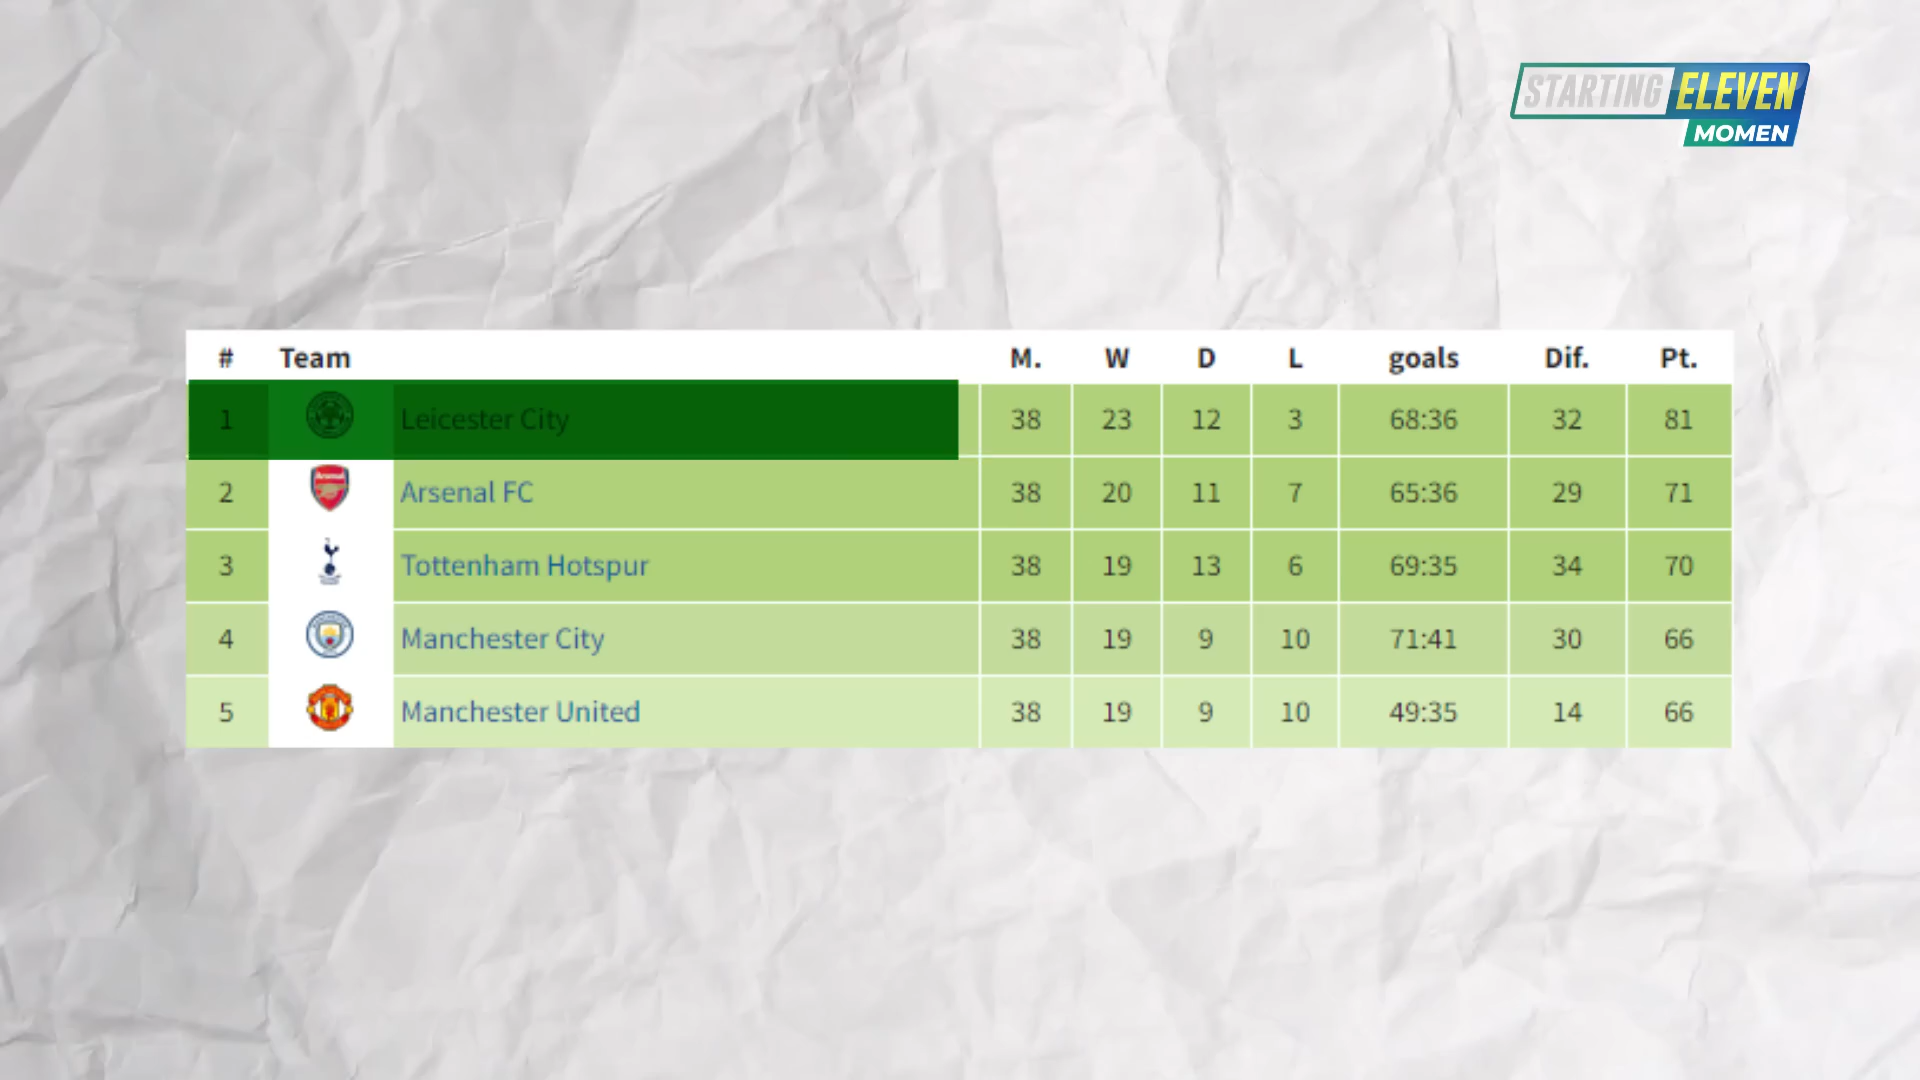 STARTING ELEVEN
MOMEN
# Team M. W D L goals Dif. Pt.
1 Leicester City 38 23 12 3 68:36 32 81
2 Arsenal FC 38 20 11 7 65:36 29 71
3 Tottenham Hotspur 38 19 13 6 69:35 34 70
4 Manchester City 38 19 9 10 71:41 30 66
5 Manchester United 38 19 9 10 49:35 14 66